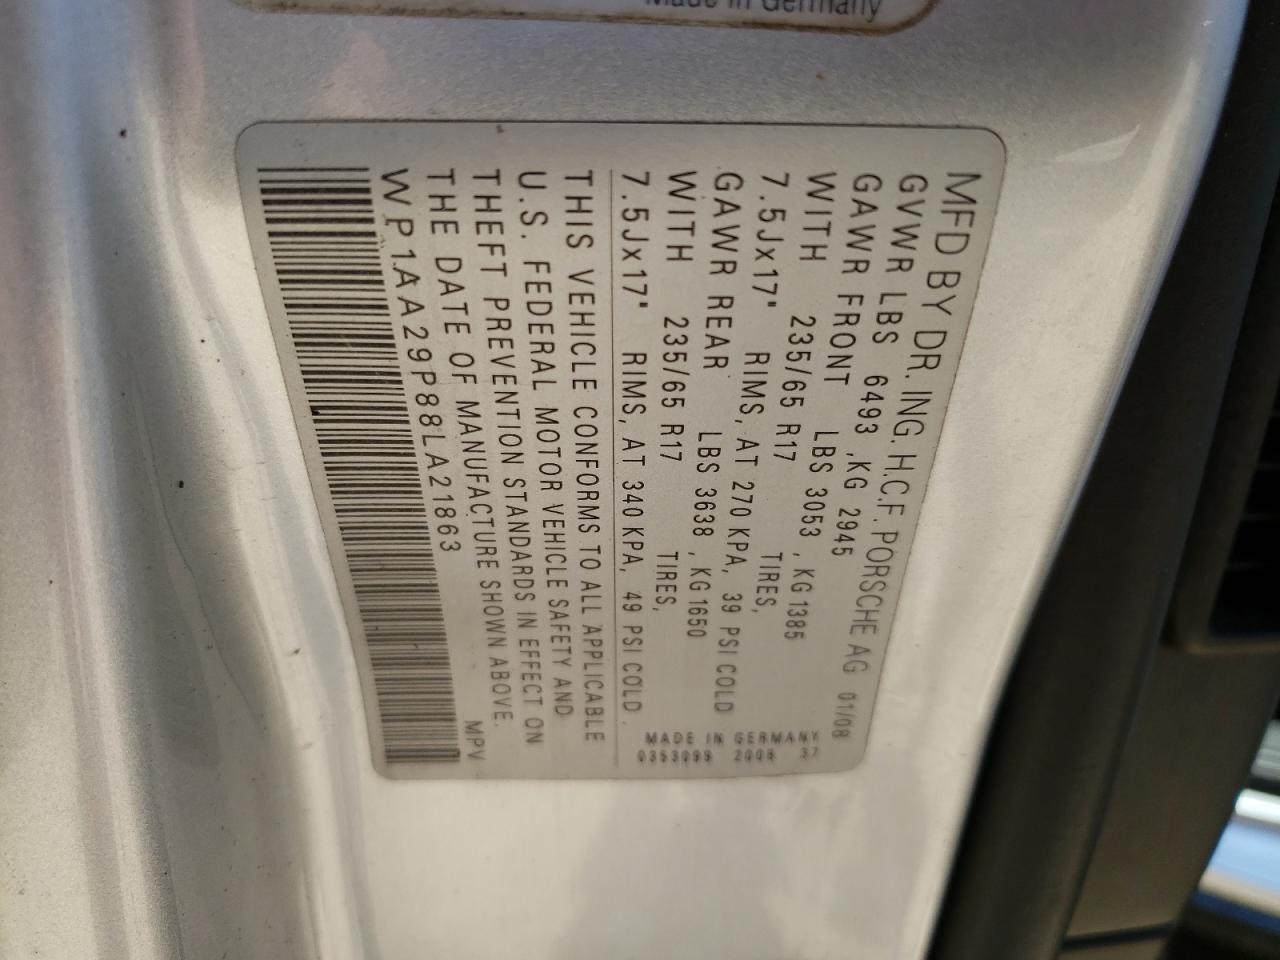 Made in Germany
MFD BY DR. ING. H.C.F. PORSCHE AG 01/08
GVWR LBS 6493 ,KG 2945
GAWR FRONT LBS 3053 , KG 1385
WITH 235/65 R17 TIRES,
7.5Jx17" RIMS, AT 270 KPA, 39 PSI COLD
GAWR REAR LBS 3638 , KG 1650
WITH 235/65 R17 TIRES,
7.5Jx17" RIMS, AT 340 KPA, 49 PSI COLD.
MADE IN GERMANY
37
THIS VEHICLE CONFORMS TO ALL APPLICABLE
U.S. FEDERAL MOTOR VEHICLE SAFETY AND
THEFT PREVENTION STANDARDS IN EFFECT ON
THE DATE OF MANUFACTURE SHOWN ABOVE.
WP1AA29P88LA21863 MPV